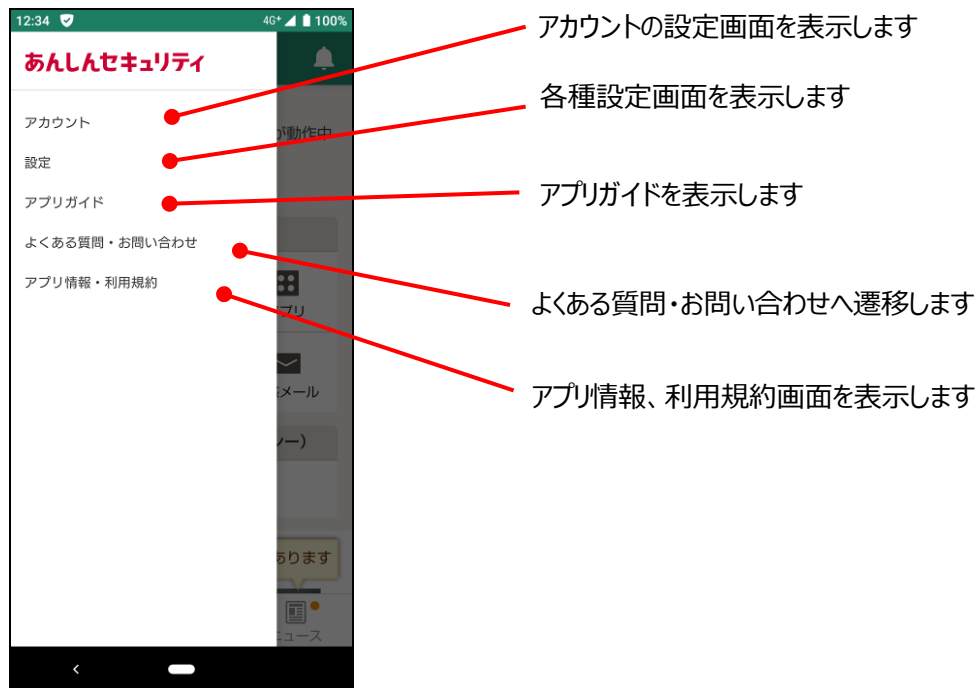 12:34
4G+ 100%
あんしんセキュリティ
アカウント
設定
アプリガイド
よくある質問・お問い合わせ
アプリ情報・利用規約
が動作中
プリ
メール
ー)
あります
ニュース
アカウントの設定画面を表示します
各種設定画面を表示します
アプリガイドを表示します
よくある質問・お問い合わせへ遷移します
アプリ情報、利用規約画面を表示します